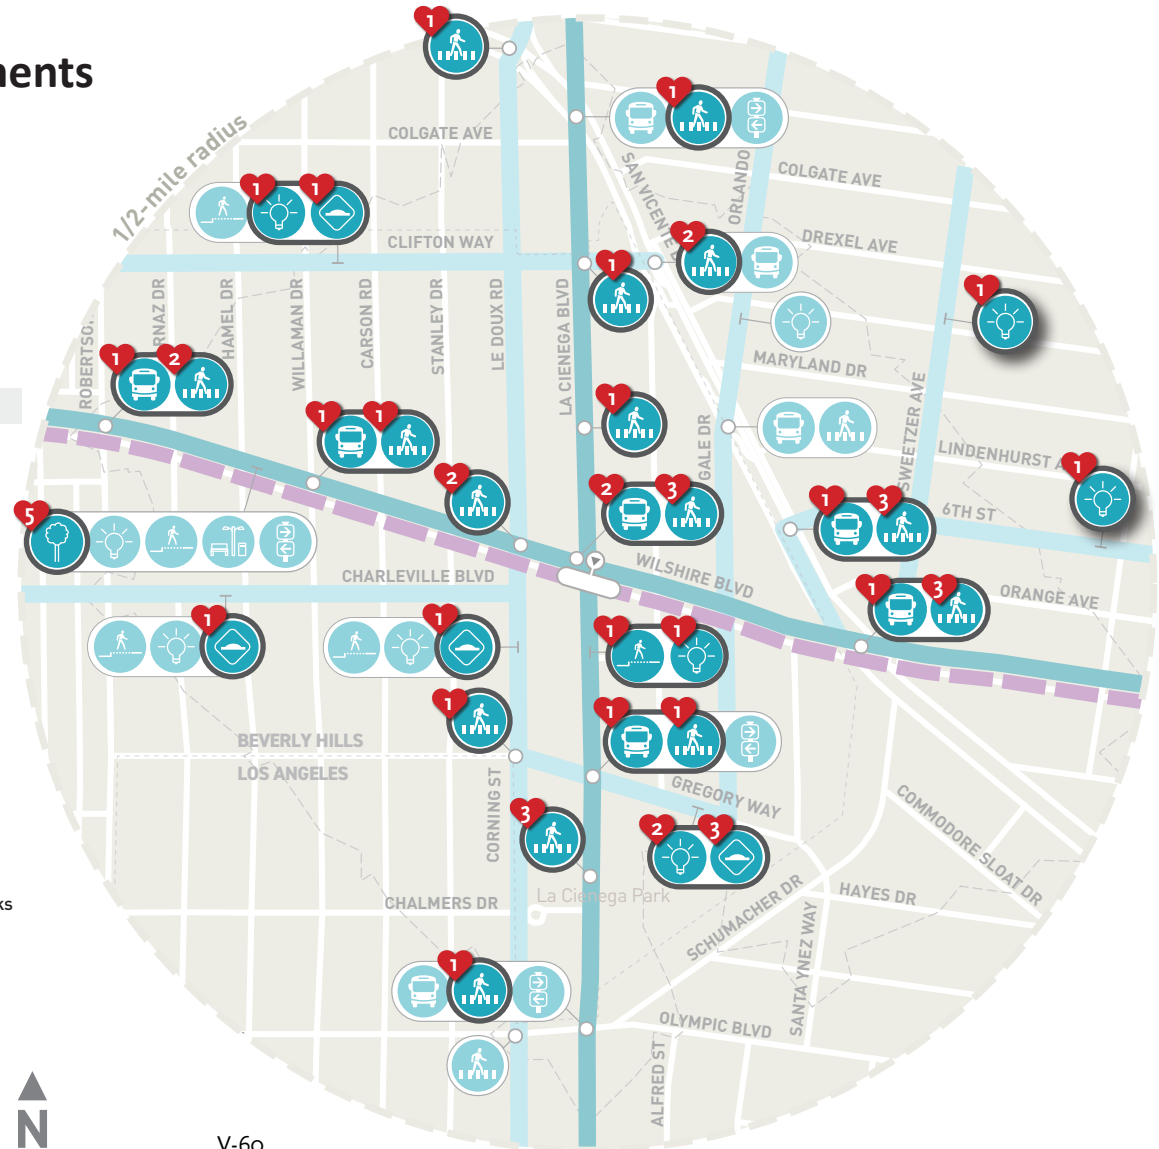 1
ments
1
COLGATE AVE
1/2-mile radius
SAN VICENTE
ORLANDO
COLGATE AVE
1
1
CLIFTON WAY
2
DREXEL AVE
1
1
RNAZ DR
HAMEL DR
WILLAMAN DR
CARSON RD
STANLEY DR
LE DOUX RD
LA CIENEGA BLVD
ROBERTSO
MARYLAND DR
1
2
1
1
1
GALE DR
SWEETZER AVE
LINDENHURST A
1
2
2
3
1
3
6TH ST
5
WILSHIRE BLVD
CHARLEVILLE BLVD
1
3
ORANGE AVE
1
1
1
1
1
1
1
BEVERLY HILLS
LOS ANGELES
GREGORY WAY
CORNING ST
3
2
3
COMMODORE SLOAT DR
La Cienega Park
ks
CHALMERS DR
SCHUMACHER DR
HAYES DR
SANTA YNEZ WAY
1
OLYMPIC BLVD
ALFRED ST
N
V-60